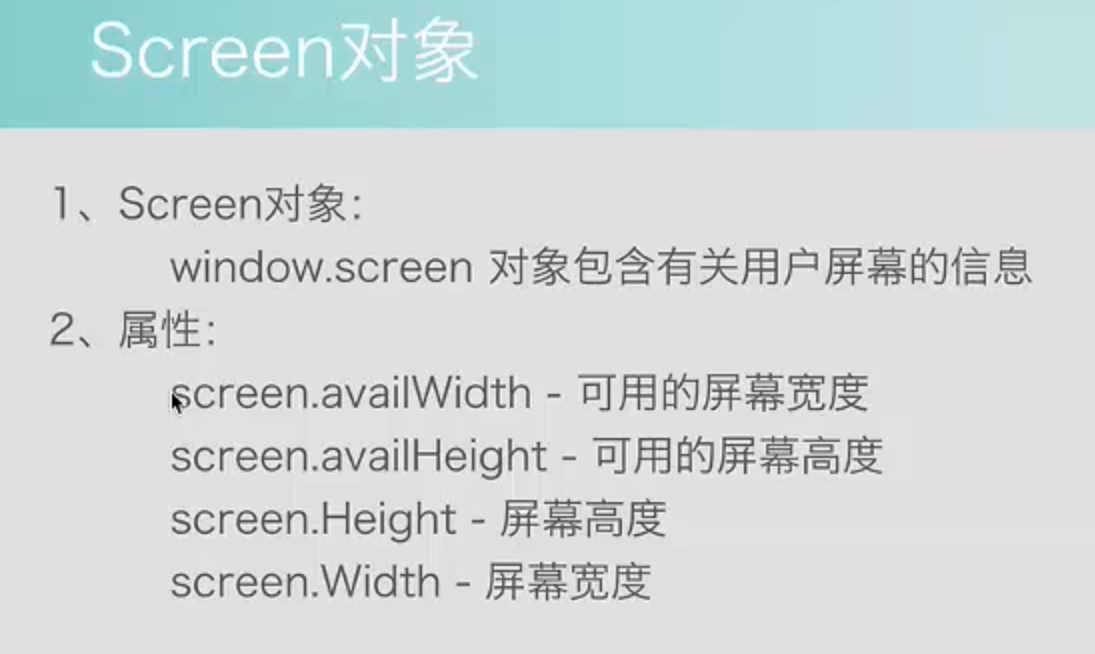 Screen对象
1、Screen对象：
window.screen 对象包含有关用户屏幕的信息
2、属性：
screen.availWidth - 可用的屏幕宽度
screen.availHeight - 可用的屏幕高度
screen.Height - 屏幕高度
screen.Width - 屏幕宽度